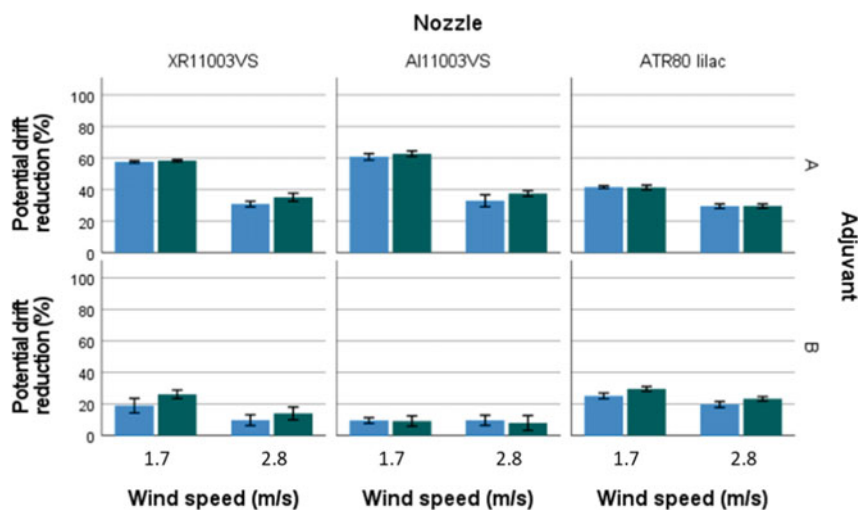 Nozzle
XR11003VS AI11003VS ATR80 lilac
Potential drift
reduction (%)
100
80
60
40
20
0
A
Adjuvant
Potential drift
reduction (%)
100
80
60
40
20
0
B
1.7 2.8 1.7 2.8 1.7 2.8
Wind speed (m/s) Wind speed (m/s) Wind speed (m/s)